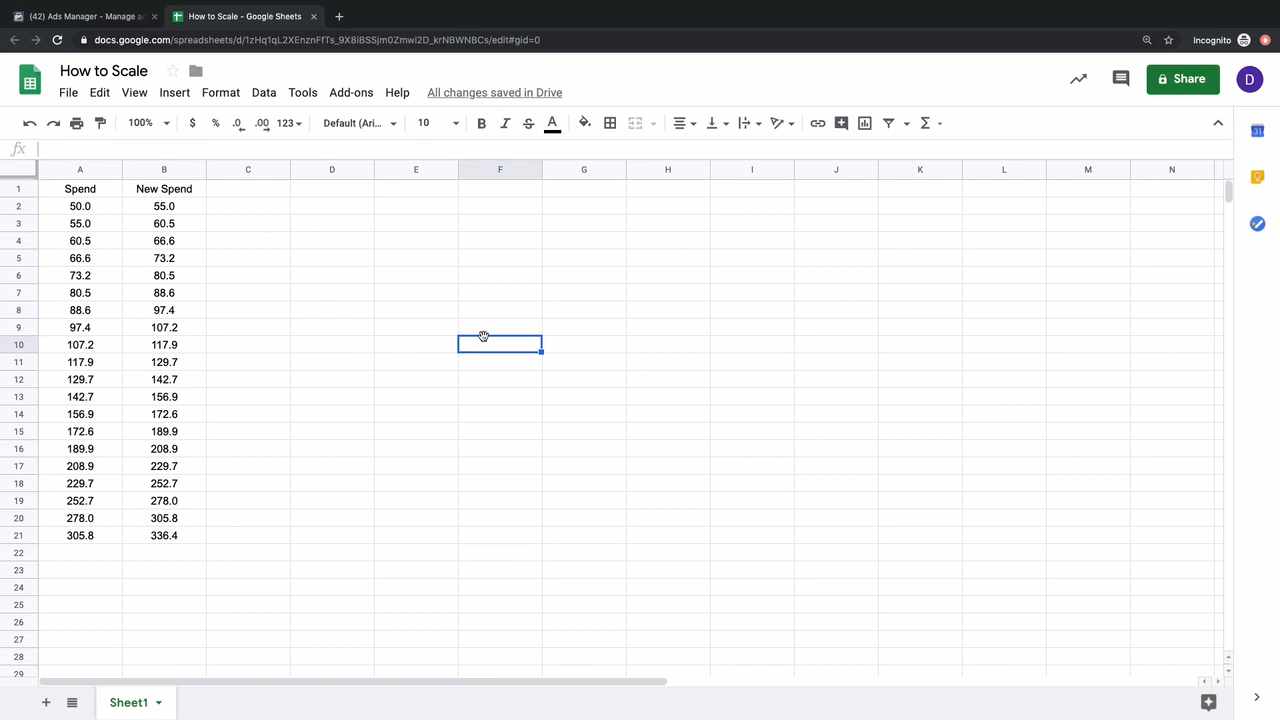 (42) Ads Manager - Manage a
How to Scale - Google Sheets
docs.google.com/spreadsheets/d/1zHq1qL2XEnznFfTs_9X8iBSSjm0Zmwi2D_krNBWNBCs/edit#gid=0
Incognito
How to Scale
File Edit View Insert Format Data Tools Add-ons Help All changes saved in Drive
Share
D
100% $ % .0 .00 123 Default (Ari... 10 B I S A
fx
A B C D E F G H I J K L M N
1 Spend New Spend
2 50.0 55.0
3 55.0 60.5
4 60.5 66.6
5 66.6 73.2
6 73.2 80.5
7 80.5 88.6
8 88.6 97.4
9 97.4 107.2
10 107.2 117.9
11 117.9 129.7
12 129.7 142.7
13 142.7 156.9
14 156.9 172.6
15 172.6 189.9
16 189.9 208.9
17 208.9 229.7
18 229.7 252.7
19 252.7 278.0
20 278.0 305.8
21 305.8 336.4
22
23
24
25
26
27
28
29
Sheet1
31